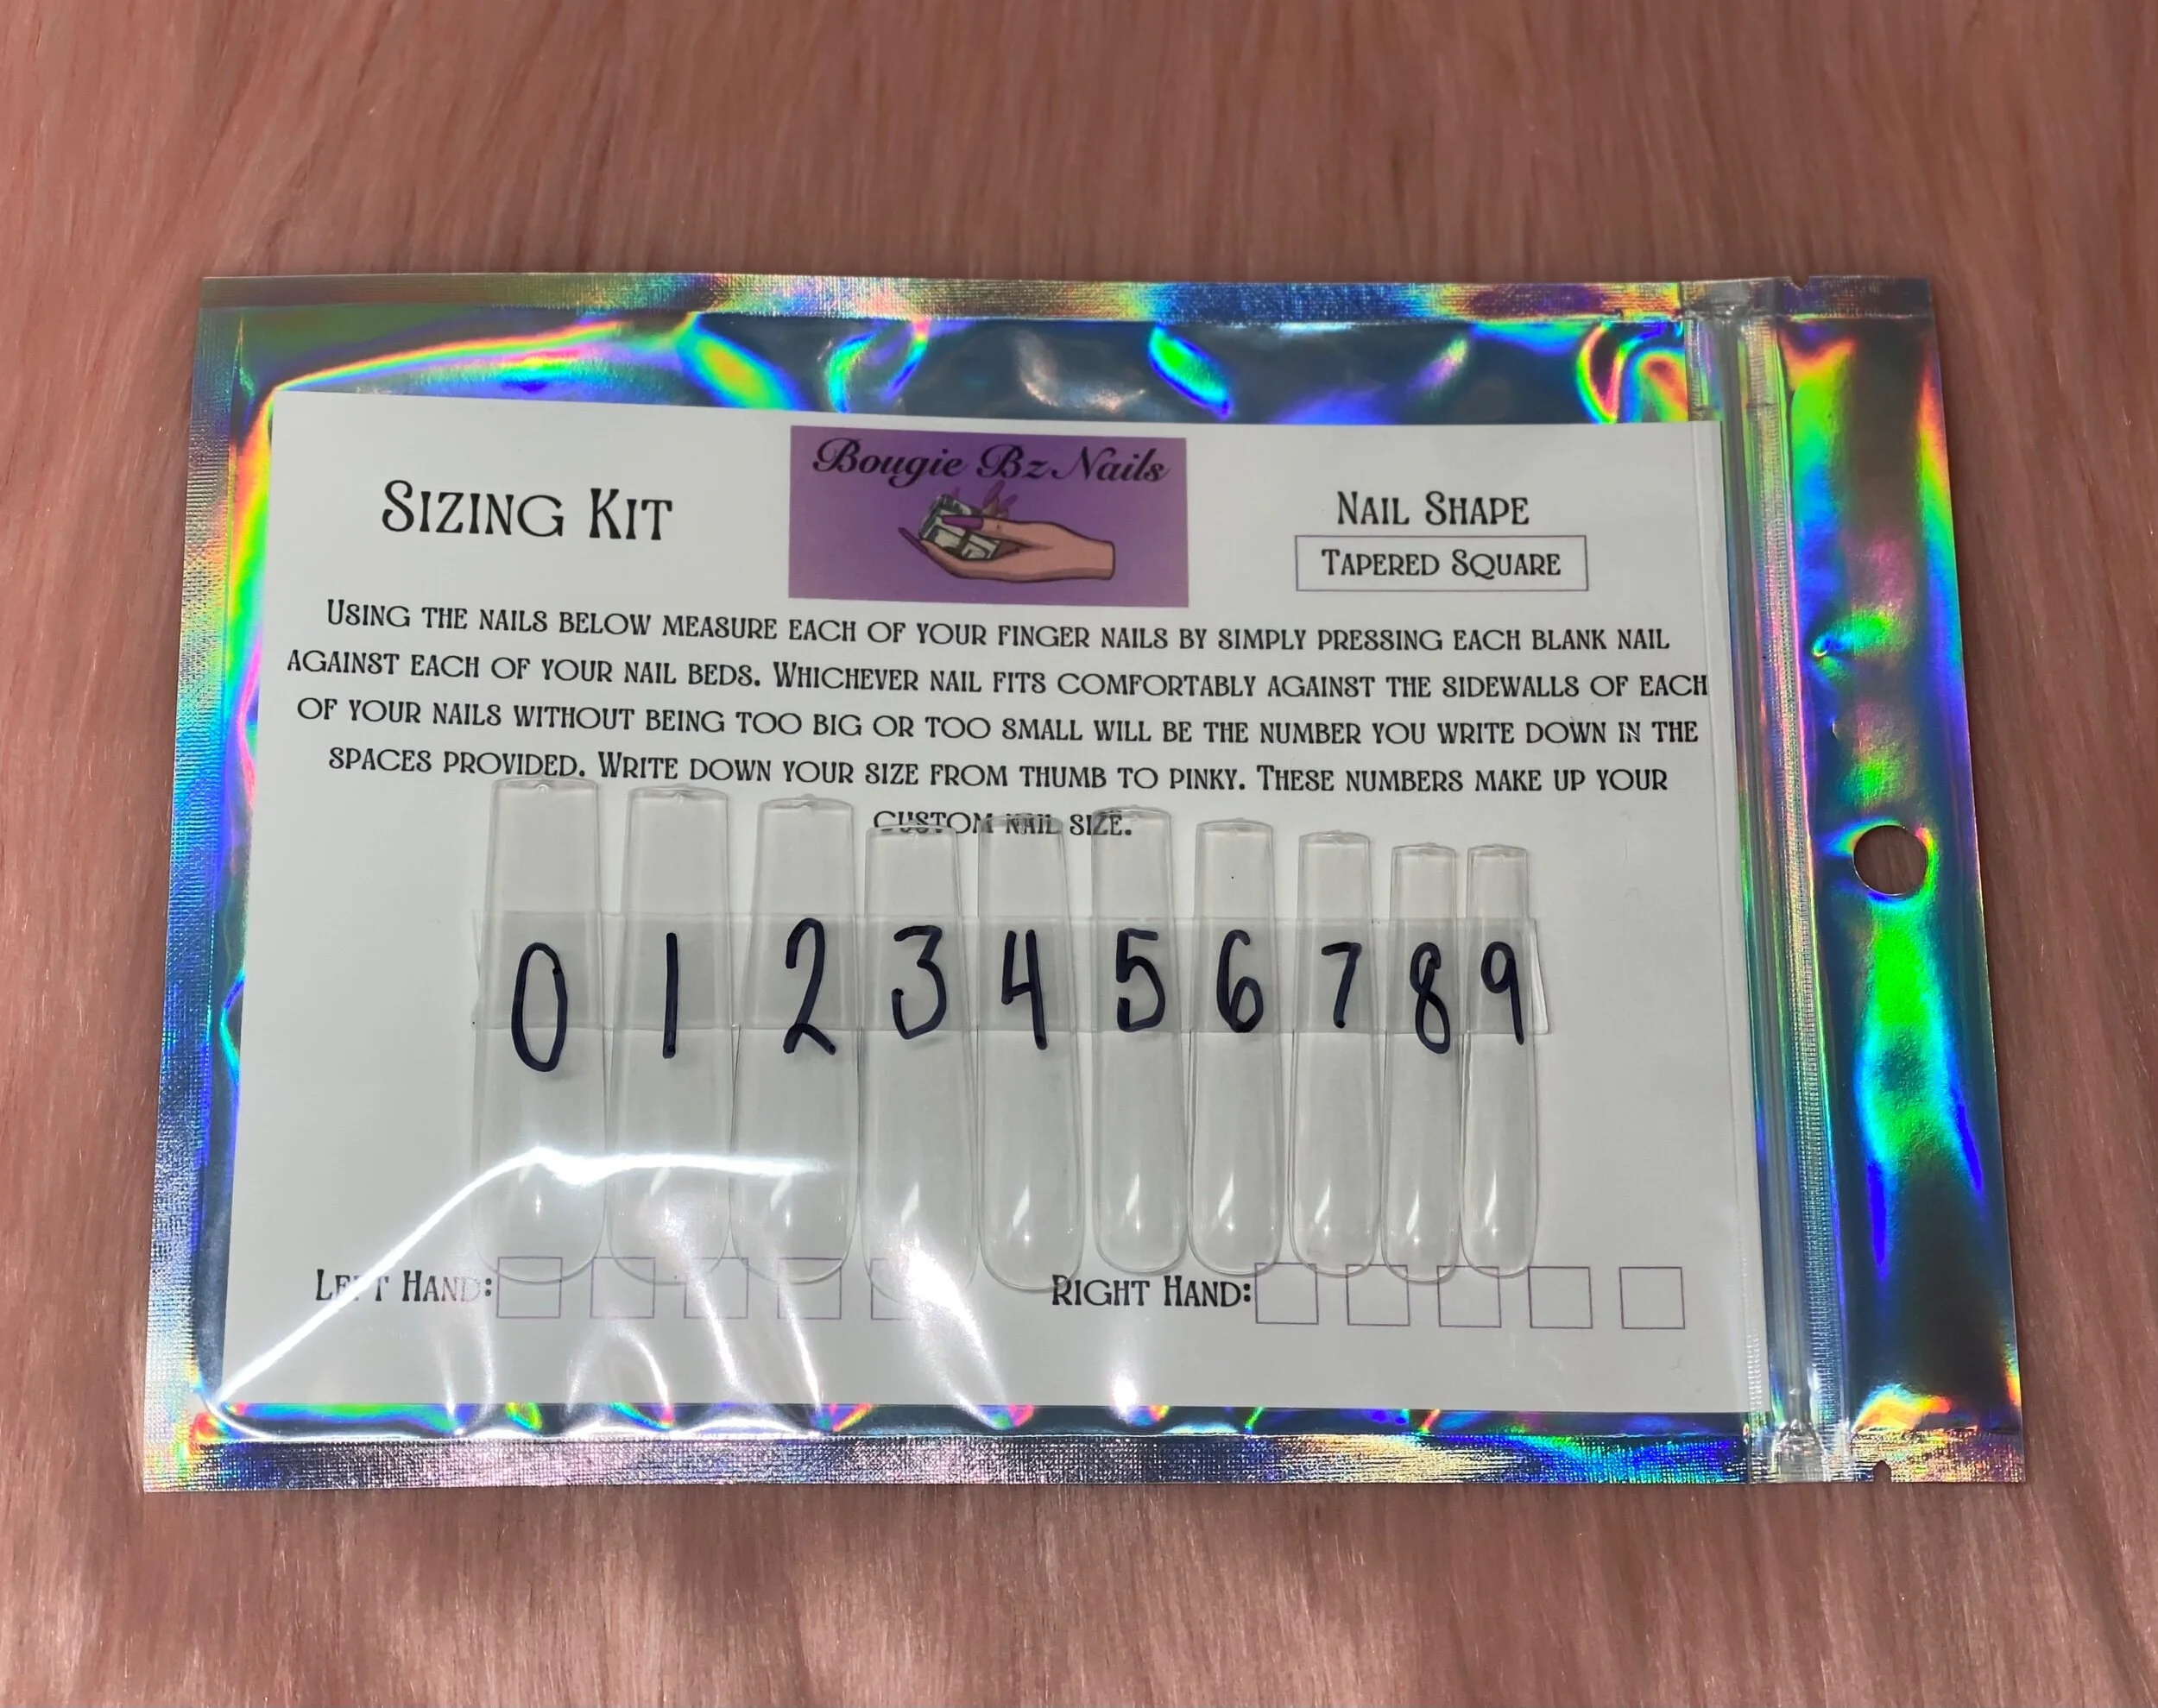 Bougie Bz Nails
Sizing Kit
Nail Shape
Tapered Square
Using the nails below measure each of your finger nails by simply pressing each blank nail
against each of your nail beds. Whichever nail fits comfortably against the sidewalls of each
of your nails without being too big or too small will be the number you write down in the
spaces provided. Write down your size from thumb to pinky. These numbers make up your
custom nail size.
0 1 2 3 4 5 6 7 8 9
Left Hand: Right Hand: